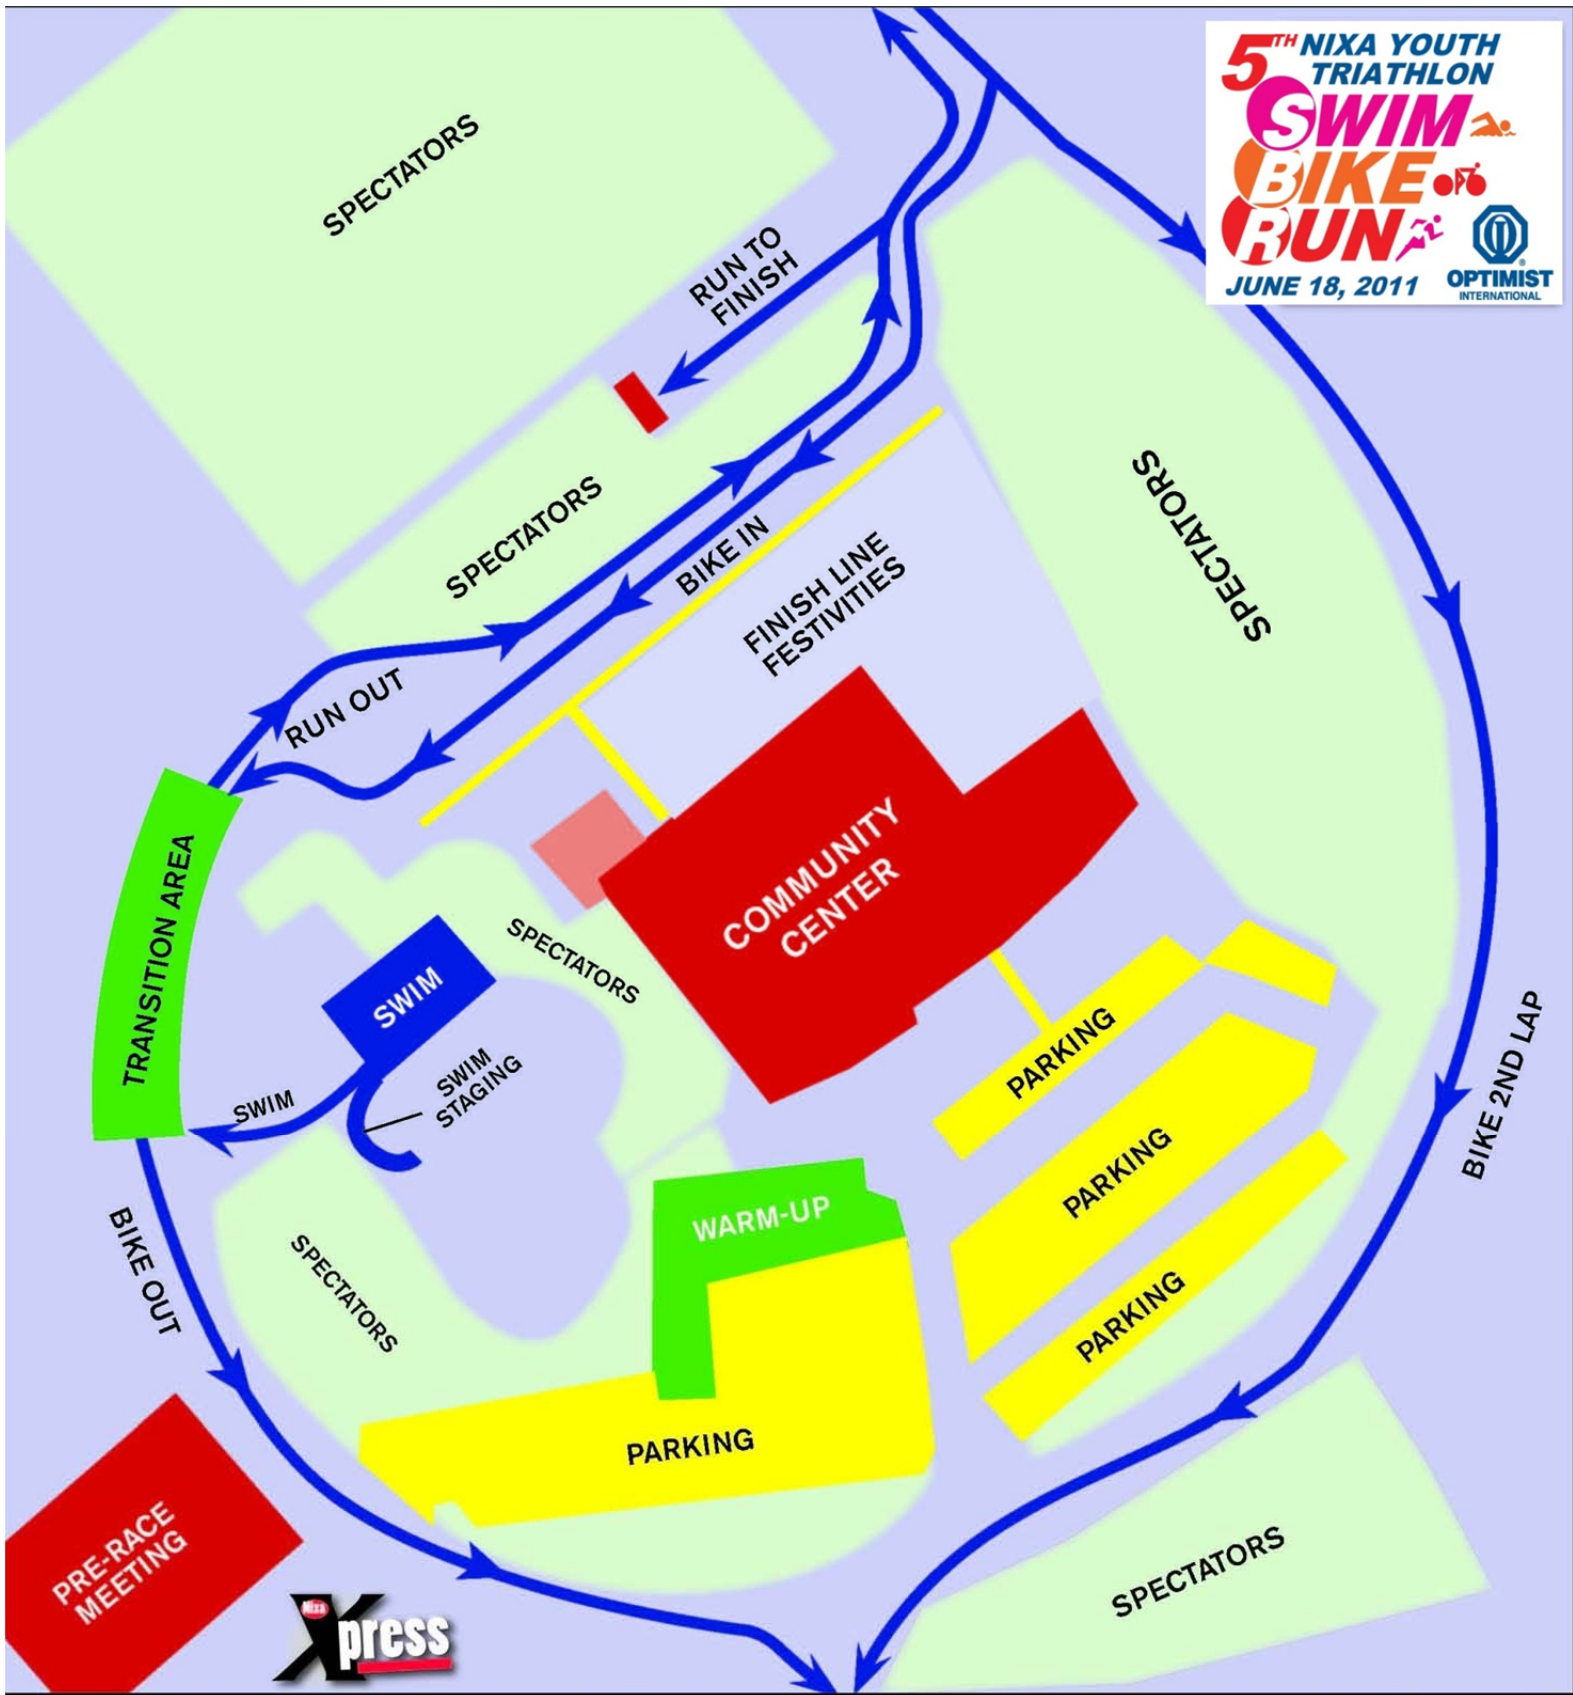 5TH NIXA YOUTH
TRIATHLON
SWIM
BIKE
RUN
JUNE 18, 2011
OPTIMIST
INTERNATIONAL
SPECTATORS
RUN TO
FINISH
SPECTATORS
SPECTATORS
BIKE IN
FINISH LINE
FESTIVITIES
RUN OUT
COMMUNITY
CENTER
TRANSITION AREA
SPECTATORS
SWIM
SWIM
STAGING
SWIM
PARKING
BIKE 2ND LAP
PARKING
WARM-UP
BIKE OUT
SPECTATORS
PARKING
PARKING
PRE-RACE
MEETING
SPECTATORS
Nixa
Xpress